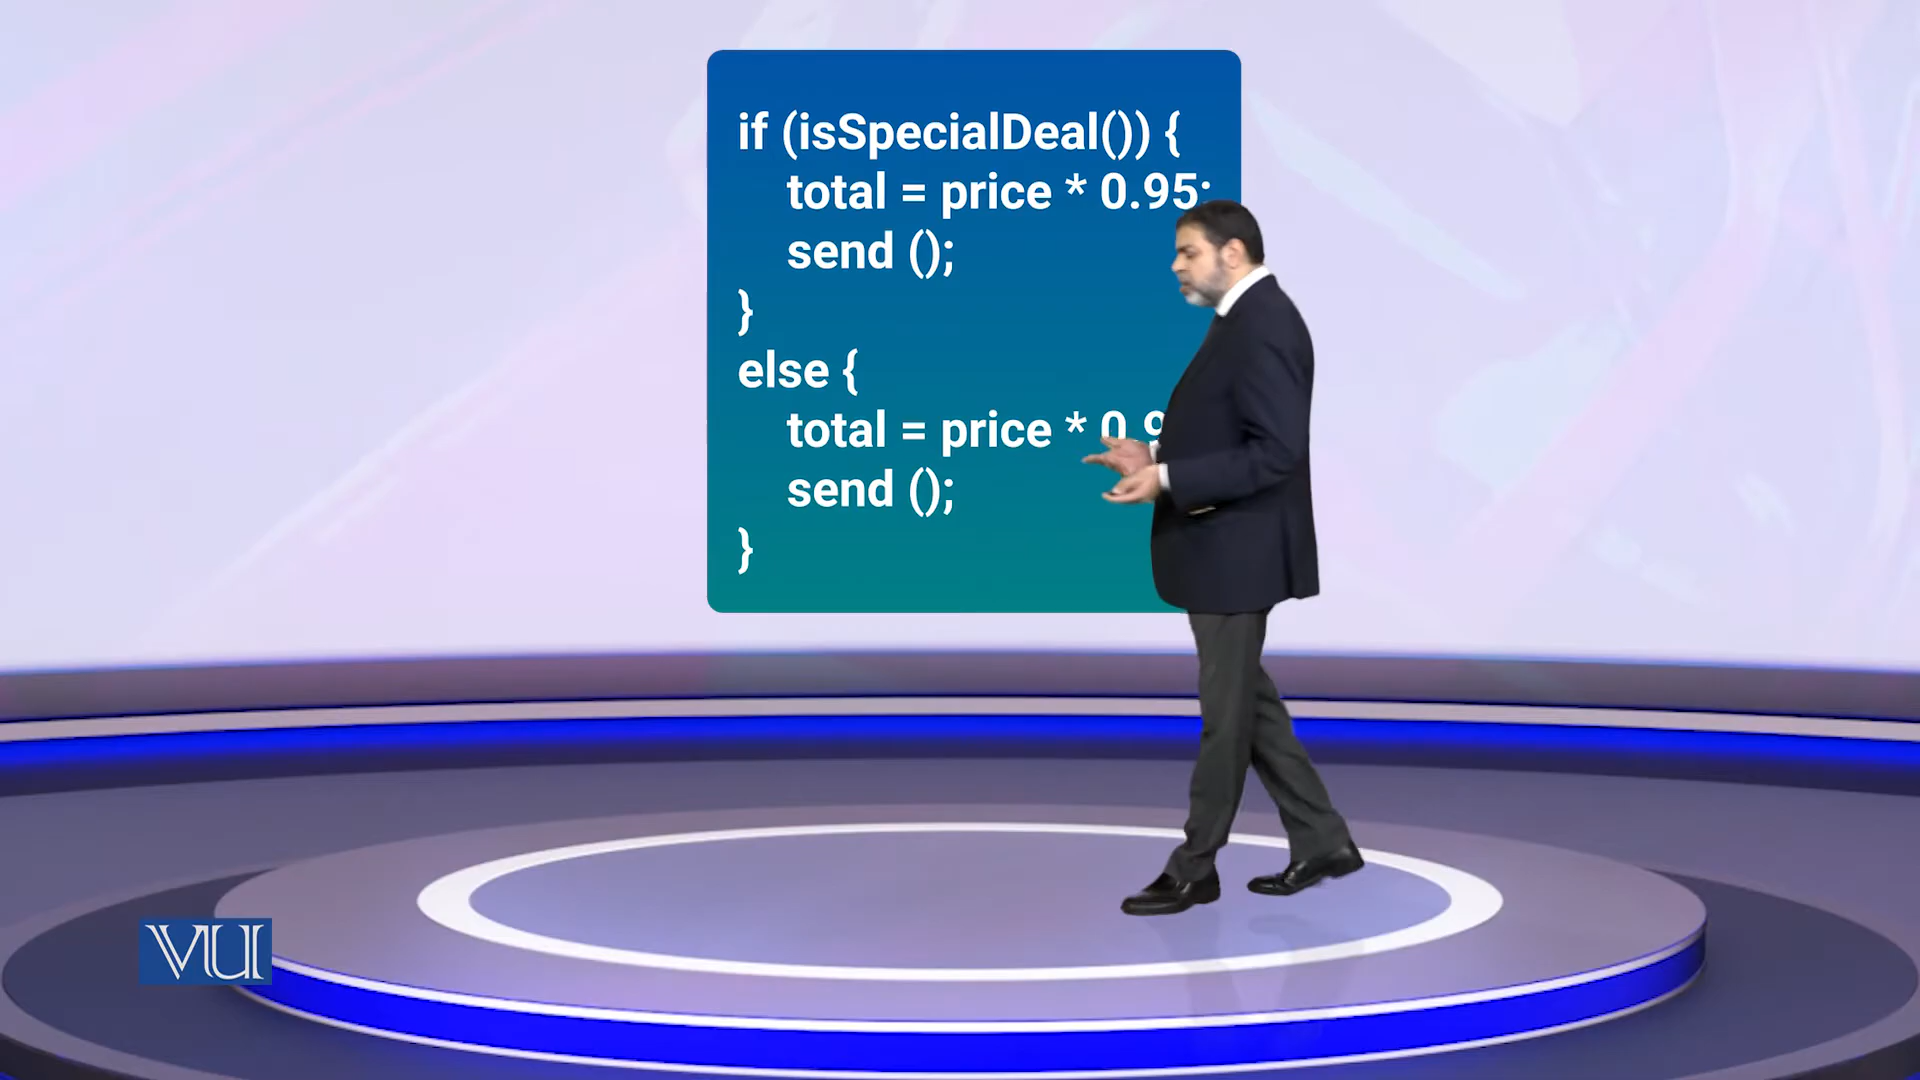 if (isSpecialDeal()) {
total = price * 0.95;
send ();
}
else {
total = price *
send ();
}
VU